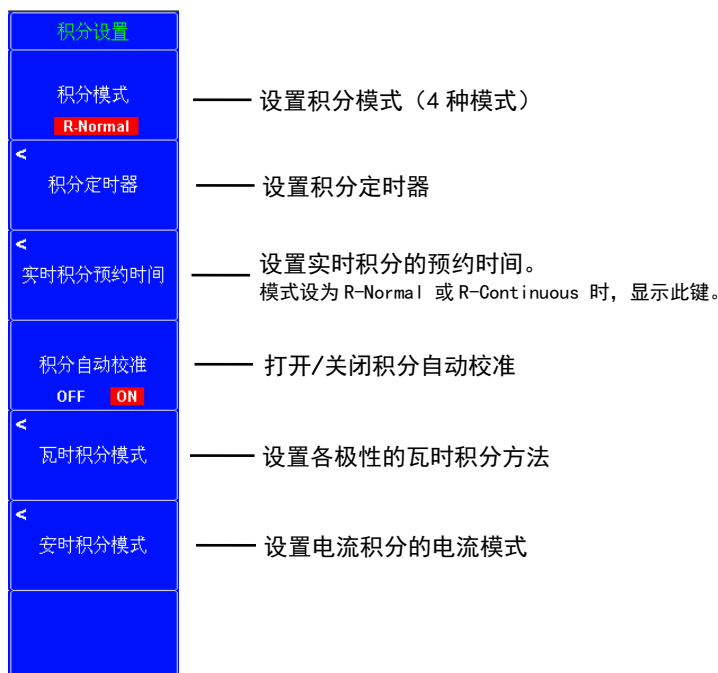 积分设置
积分模式
R-Normal
设置积分模式（4 种模式）
<
积分定时器
设置积分定时器
<
实时积分预约时间
设置实时积分的预约时间。
模式设为 R-Normal 或 R-Continuous 时，显示此键。
积分自动校准
OFF ON
打开/关闭积分自动校准
<
瓦时积分模式
设置各极性的瓦时积分方法
<
安时积分模式
设置电流积分的电流模式